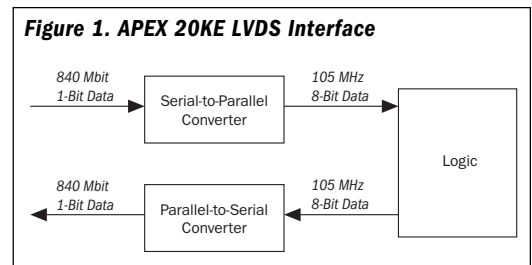 Figure 1. APEX 20KE LVDS Interface
840 Mbit
1-Bit Data
Serial-to-Parallel
Converter
105 MHz
8-Bit Data
Logic
840 Mbit
1-Bit Data
Parallel-to-Serial
Converter
105 MHz
8-Bit Data